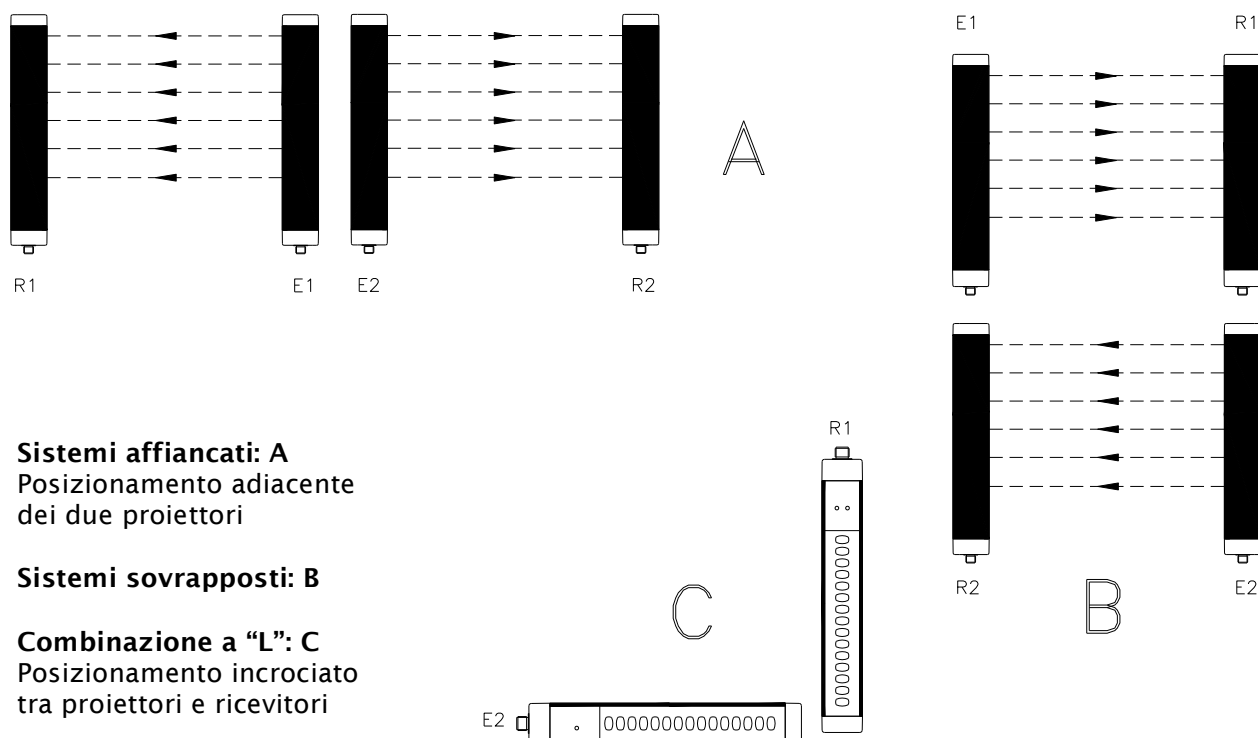 E1 R1
A
R1 E1 E2 R2
Sistemi affiancati: A
Posizionamento adiacente
dei due proiettori
Sistemi sovrapposti: B
Combinazione a “L”: C
Posizionamento incrociato
tra proiettori e ricevitori
R1
C
E2
R2 E2
B